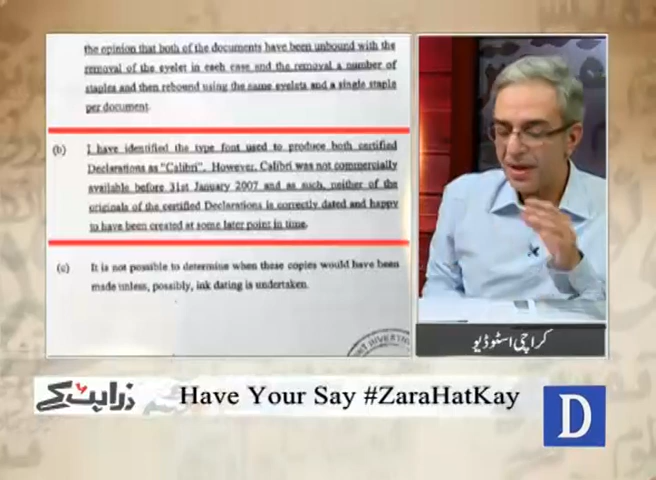 the opinion that both of the documents have been unbound with the
removal of the eyelet in each case and the removal a number of
staples and then rebound using the same eyelets and a single staple
per document.
(b) I have identified the type font used to produce both certified
Declarations as "Calibri". However, Calibri was not commercially
available before 31st January 2007 and as such, neither of the
originals of the certified Declarations is correctly dated and happy
to have been created at some later point in time.
(c) It is not possible to determine when these copies would have been
made unless, possibly, ink dating is undertaken.
کراچی اسٹوڈیو
ذرا ہٹ کے
Have Your Say #ZaraHatKay
D